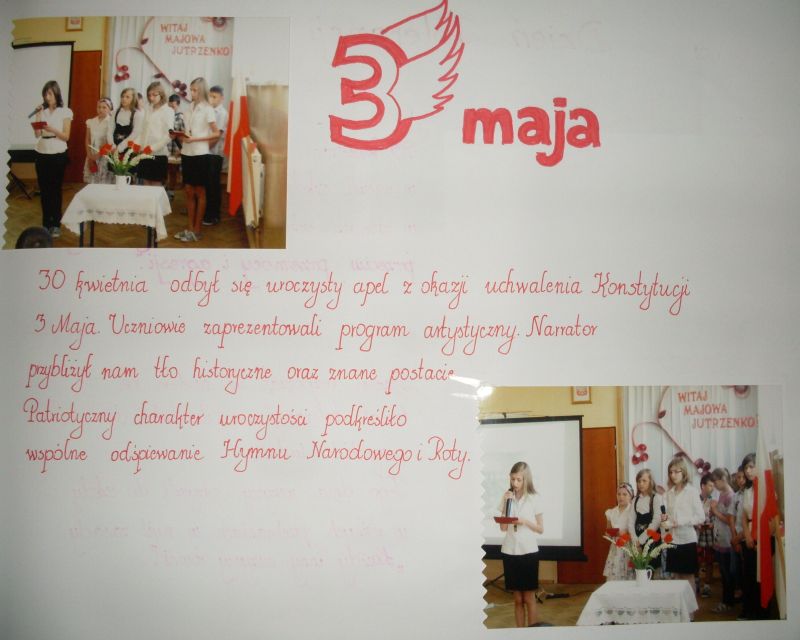 WITAJ
MAJOWA
JUTRZENKO!
3 maja
30 kwietnia odbył się uroczysty apel z okazji uchwalenia Konstytucji
3 Maja. Uczniowie zaprezentowali program artystyczny. Narrator
przybliżył nam tło historyczne oraz znane postacie.
Patriotyczny charakter uroczystości podkreśliło
wspólne odśpiewanie Hymnu Narodowego i Roty.
WITAJ
MAJOWA
JUTRZENKO!